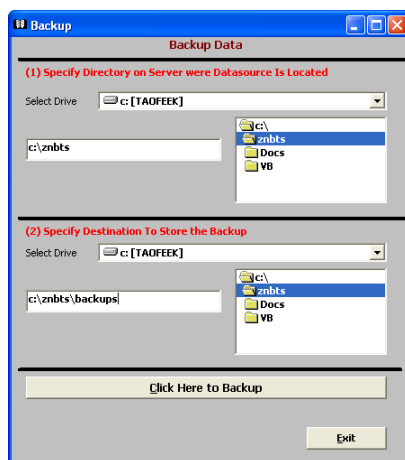 Backup
Backup Data
(1) Specify Directory on Server were Datasource Is Located
Select Drive
c: [TAOFEEK]
c:\znbts
c:\
znbts
Docs
VB
(2) Specify Destination To Store the Backup
Select Drive
c: [TAOFEEK]
c:\znbts\backups
c:\
znbts
Docs
VB
Click Here to Backup
Exit